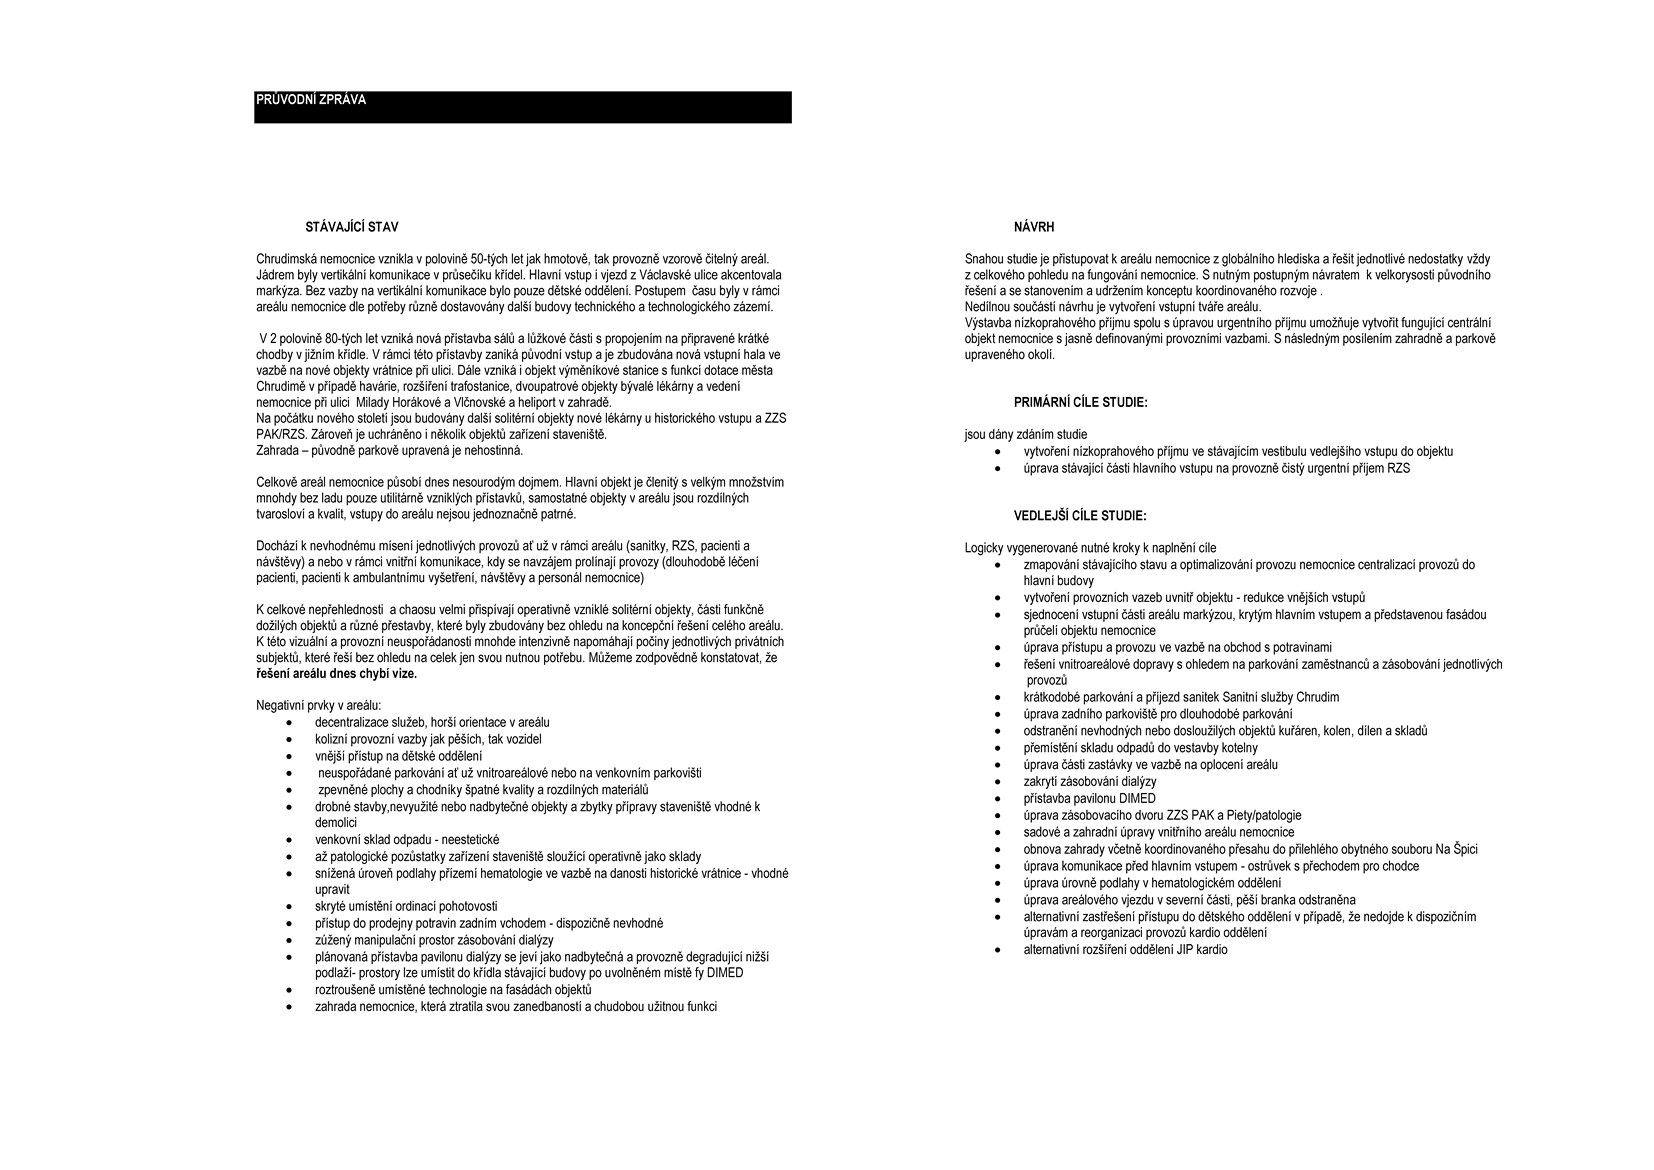 PRŮVODNÍ ZPRÁVA
STÁVAJÍCÍ STAV
Chrudimská nemocnice vznikla v polovině 50-tých let jak hmotově, tak provozně vzorově čitelný areál.
Jádrem byly vertikální komunikace v průsečíku křídel. Hlavní vstup i vjezd z Václavské ulice akcentovala
markýza. Bez vazby na vertikální komunikace bylo pouze dětské oddělení. Postupem času byly v rámci
areálu nemocnice dle potřeby různě dostavovány další budovy technického a technologického zázemí.
V 2 polovině 80-tých let vzniká nová přístavba sálů a lůžkové části s propojením na připravené krátké
chodby v jižním křídle. V rámci této přístavby zaniká původní vstup a je zbudována nová vstupní hala ve
vazbě na nové objekty vrátnice při ulici. Dále vzniká i objekt výměníkové stanice s funkcí dotace města
Chrudimě v případě havárie, rozšíření trafostanice, dvoupatrové objekty bývalé lékárny a vedení
nemocnice při ulici Milady Horákové a Vlčnovské a heliport v zahradě.
Na počátku nového století jsou budovány další solitérní objekty nové lékárny u historického vstupu a ZZS
PAK/RZS. Zároveň je uchráněno i několik objektů zařízení staveniště.
Zahrada – původně parkově upravená je nehostinná.
Celkově areál nemocnice působí dnes nesourodým dojmem. Hlavní objekt je členitý s velkým množstvím
mnohdy bez ladu pouze utilitárně vzniklých přístavků, samostatné objekty v areálu jsou rozdílných
tvarosloví a kvalit, vstupy do areálu nejsou jednoznačně patrné.
Dochází k nevhodnému mísení jednotlivých provozů ať už v rámci areálu (sanitky, RZS, pacienti a
návštěvy) a nebo v rámci vnitřní komunikace, kdy se navzájem prolínají provozy (dlouhodobě léčení
pacienti, pacienti k ambulantnímu vyšetření, návštěvy a personál nemocnice)
K celkové nepřehlednosti a chaosu velmi přispívají operativně vzniklé solitérní objekty, části funkčně
dožilých objektů a různé přestavby, které byly zbudovány bez ohledu na koncepční řešení celého areálu.
K této vizuální a provozní neuspořádanosti mnohde intenzivně napomáhají počiny jednotlivých privátních
subjektů, které řeší bez ohledu na celek jen svou nutnou potřebu. Můžeme zodpovědně konstatovat, že
řešení areálu dnes chybí vize.
Negativní prvky v areálu:
• decentralizace služeb, horší orientace v areálu
• kolizní provozní vazby jak pěších, tak vozidel
• vnější přístup na dětské oddělení
• neuspořádané parkování ať už vnitroareálové nebo na venkovním parkovišti
• zpevněné plochy a chodníky špatné kvality a rozdílných materiálů
• drobné stavby,nevyužité nebo nadbytečné objekty a zbytky přípravy staveniště vhodné k
demolici
• venkovní sklad odpadu - neestetické
• až patologické pozůstatky zařízení staveniště sloužící operativně jako sklady
• snížená úroveň podlahy přízemí hematologie ve vazbě na danosti historické vrátnice - vhodné
upravit
• skryté umístění ordinací pohotovosti
• přístup do prodejny potravin zadním vchodem - dispozičně nevhodné
• zúžený manipulační prostor zásobování dialýzy
• plánovaná přístavba pavilonu dialýzy se jeví jako nadbytečná a provozně degradující nižší
podlaží- prostory lze umístit do křídla stávající budovy po uvolněném místě fy DIMED
• roztroušeně umístěné technologie na fasádách objektů
• zahrada nemocnice, která ztratila svou zanedbaností a chudobou užitnou funkci
NÁVRH
Snahou studie je přistupovat k areálu nemocnice z globálního hlediska a řešit jednotlivé nedostatky vždy
z celkového pohledu na fungování nemocnice. S nutným postupným návratem k velkorysosti původního
řešení a se stanovením a udržením konceptu koordinovaného rozvoje .
Nedílnou součástí návrhu je vytvoření vstupní tváře areálu.
Výstavba nízkoprahového příjmu spolu s úpravou urgentního příjmu umožňuje vytvořit fungující centrální
objekt nemocnice s jasně definovanými provozními vazbami. S následným posílením zahradně a parkově
upraveného okolí.
PRIMÁRNÍ CÍLE STUDIE:
jsou dány zdáním studie
• vytvoření nízkoprahového příjmu ve stávajícím vestibulu vedlejšího vstupu do objektu
• úprava stávající části hlavního vstupu na provozně čistý urgentní příjem RZS
VEDLEJŠÍ CÍLE STUDIE:
Logicky vygenerované nutné kroky k naplnění cíle
• zmapování stávajícího stavu a optimalizování provozu nemocnice centralizací provozů do
hlavní budovy
• vytvoření provozních vazeb uvnitř objektu - redukce vnějších vstupů
• sjednocení vstupní části areálu markýzou, krytým hlavním vstupem a představenou fasádou
průčelí objektu nemocnice
• úprava přístupu a provozu ve vazbě na obchod s potravinami
• řešení vnitroareálové dopravy s ohledem na parkování zaměstnanců a zásobování jednotlivých
provozů
• krátkodobé parkování a příjezd sanitek Sanitní služby Chrudim
• úprava zadního parkoviště pro dlouhodobé parkování
• odstranění nevhodných nebo dosloužilých objektů kuřáren, kolen, dílen a skladů
• přemístění skladu odpadů do vestavby kotelny
• úprava části zastávky ve vazbě na oplocení areálu
• zakrytí zásobování dialýzy
• přístavba pavilonu DIMED
• úprava zásobovacího dvoru ZZS PAK a Piety/patologie
• sadové a zahradní úpravy vnitřního areálu nemocnice
• obnova zahrady včetně koordinovaného přesahu do přilehlého obytného souboru Na Špici
• úprava komunikace před hlavním vstupem - ostrůvek s přechodem pro chodce
• úprava úrovně podlahy v hematologickém oddělení
• úprava areálového vjezdu v severní části, pěší branka odstraněna
• alternativní zastřešení přístupu do dětského oddělení v případě, že nedojde k dispozičním
úpravám a reorganizaci provozů kardio oddělení
• alternativní rozšíření oddělení JIP kardio